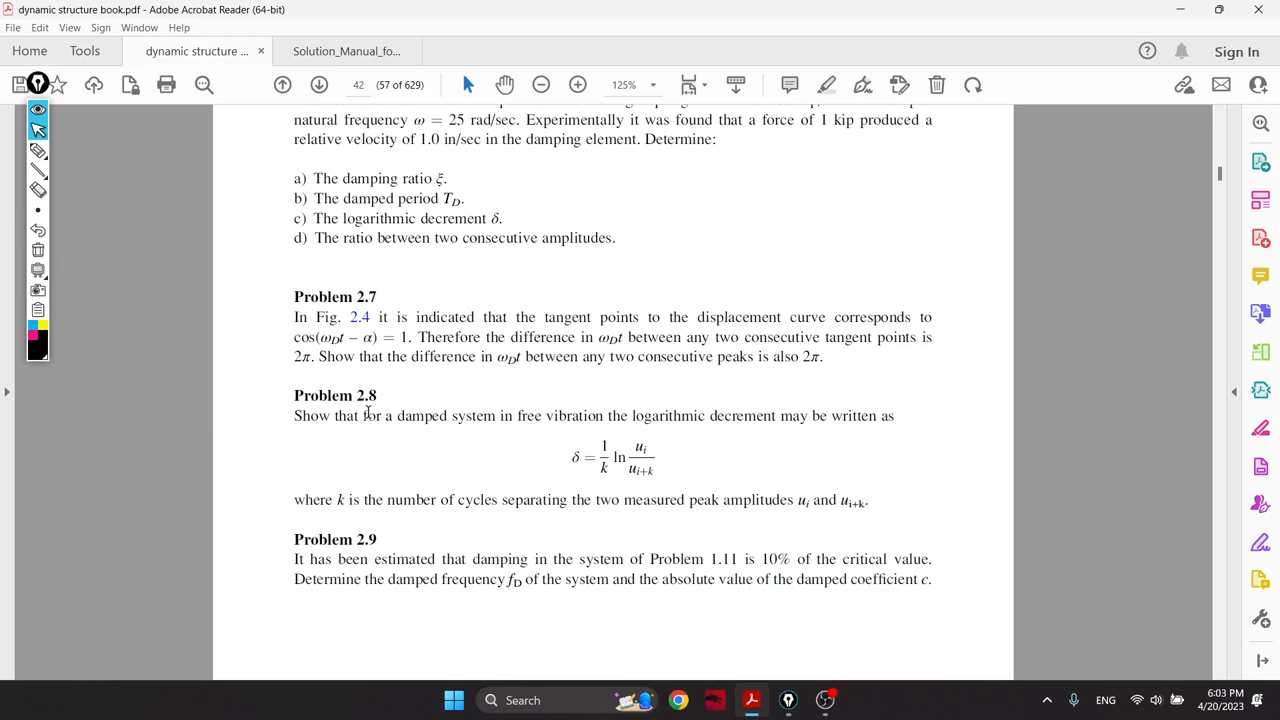 dynamic structure book.pdf - Adobe Acrobat Reader (64-bit)
File Edit View Sign Window Help
Home Tools dynamic structure ... × Solution_Manual_fo... Sign In
42 (57 of 629) 125%
natural frequency ω = 25 rad/sec. Experimentally it was found that a force of 1 kip produced a
relative velocity of 1.0 in/sec in the damping element. Determine:
a) The damping ratio ξ.
b) The damped period T_D.
c) The logarithmic decrement δ.
d) The ratio between two consecutive amplitudes.
Problem 2.7
In Fig. 2.4 it is indicated that the tangent points to the displacement curve corresponds to
cos(ω_Dt − α) = 1. Therefore the difference in ω_Dt between any two consecutive tangent points is
2π. Show that the difference in ω_Dt between any two consecutive peaks is also 2π.
Problem 2.8
Show that for a damped system in free vibration the logarithmic decrement may be written as
δ = 1/k ln u_i/u_{i+k}
where k is the number of cycles separating the two measured peak amplitudes u_i and u_{i+k}.
Problem 2.9
It has been estimated that damping in the system of Problem 1.11 is 10% of the critical value.
Determine the damped frequency f_D of the system and the absolute value of the damped coefficient c.
Search
ENG
6:03 PM
4/20/2023